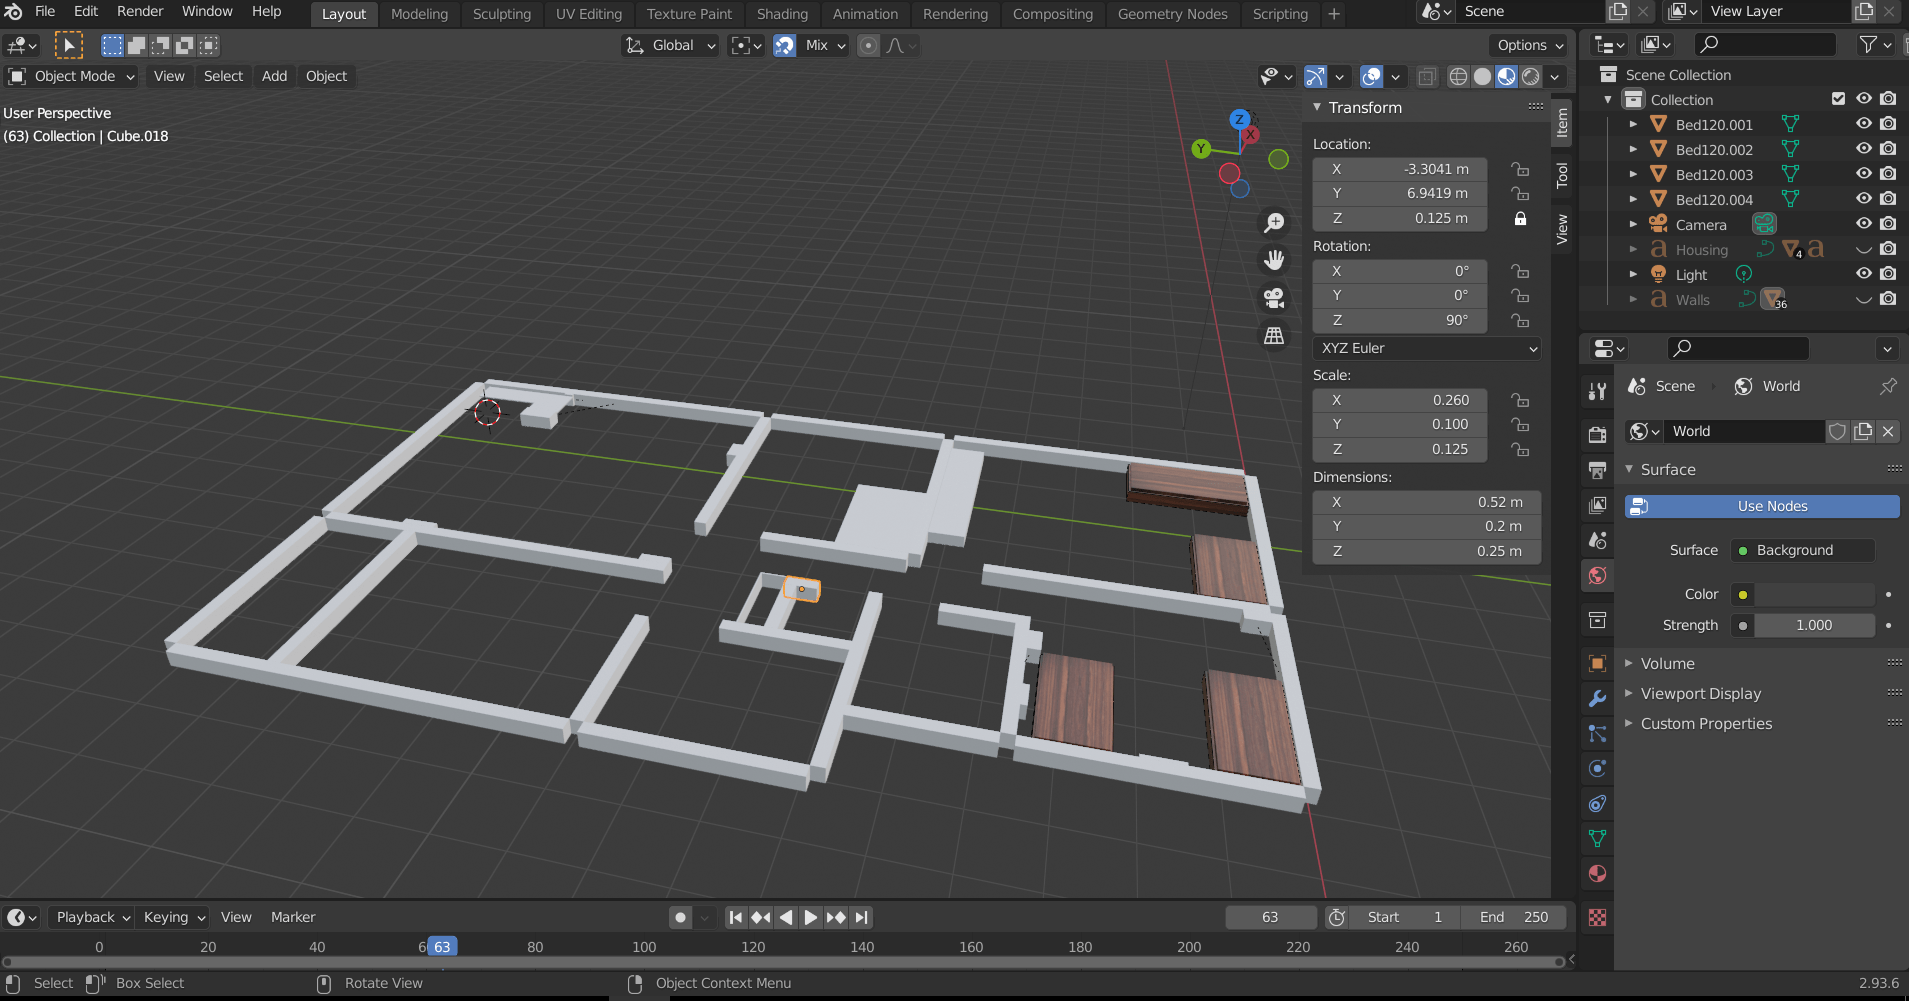 File Edit Render Window Help Layout Modeling Sculpting UV Editing Texture Paint Shading Animation Rendering Compositing Geometry Nodes Scripting + Scene View Layer
Global Mix Options
Object Mode View Select Add Object
User Perspective
(63) Collection | Cube.018
Z
X
Y
Transform
Location:
X -3.3041 m
Y 6.9419 m
Z 0.125 m
Rotation:
X 0°
Y 0°
Z 90°
XYZ Euler
Scale:
X 0.260
Y 0.100
Z 0.125
Dimensions:
X 0.52 m
Y 0.2 m
Z 0.25 m
Item
Tool
View
Scene Collection
Collection
Bed120.001
Bed120.002
Bed120.003
Bed120.004
Camera
a Housing 4 a
Light
a Walls 36
Scene World
World
Surface
Use Nodes
Surface Background
Color
Strength 1.000
Volume
Viewport Display
Custom Properties
Playback Keying View Marker 63 Start 1 End 250
0 20 40 6 63 80 100 120 140 160 180 200 220 240 260
Select Box Select Rotate View Object Context Menu 2.93.6